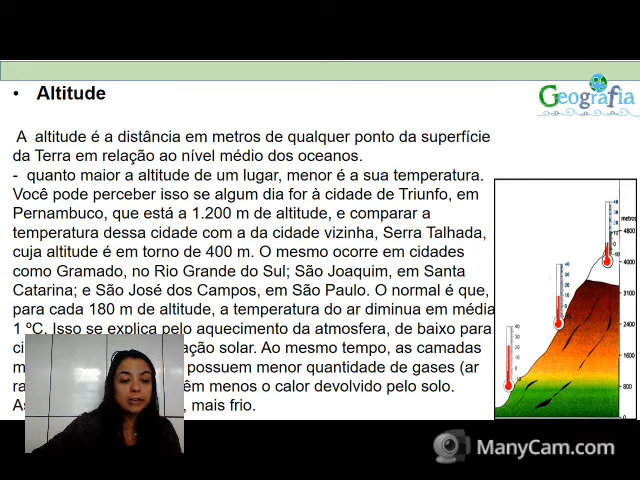 • Altitude
Geografia
A altitude é a distância em metros de qualquer ponto da superfície
da Terra em relação ao nível médio dos oceanos.
- quanto maior a altitude de um lugar, menor é a sua temperatura.
Você pode perceber isso se algum dia for à cidade de Triunfo, em
Pernambuco, que está a 1.200 m de altitude, e comparar a
temperatura dessa cidade com a da cidade vizinha, Serra Talhada,
cuja altitude é em torno de 400 m. O mesmo ocorre em cidades
como Gramado, no Rio Grande do Sul; São Joaquim, em Santa
Catarina; e São José dos Campos, em São Paulo. O normal é que,
para cada 180 m de altitude, a temperatura do ar diminua em média
1 ºC. Isso se explica pelo aquecimento da atmosfera, de baixo para
ação solar. Ao mesmo tempo, as camadas
possuem menor quantidade de gases (ar
êm menos o calor devolvido pelo solo.
, mais frio.
metros
4800
4000
3100
2400
1600
800
0
ManyCam.com